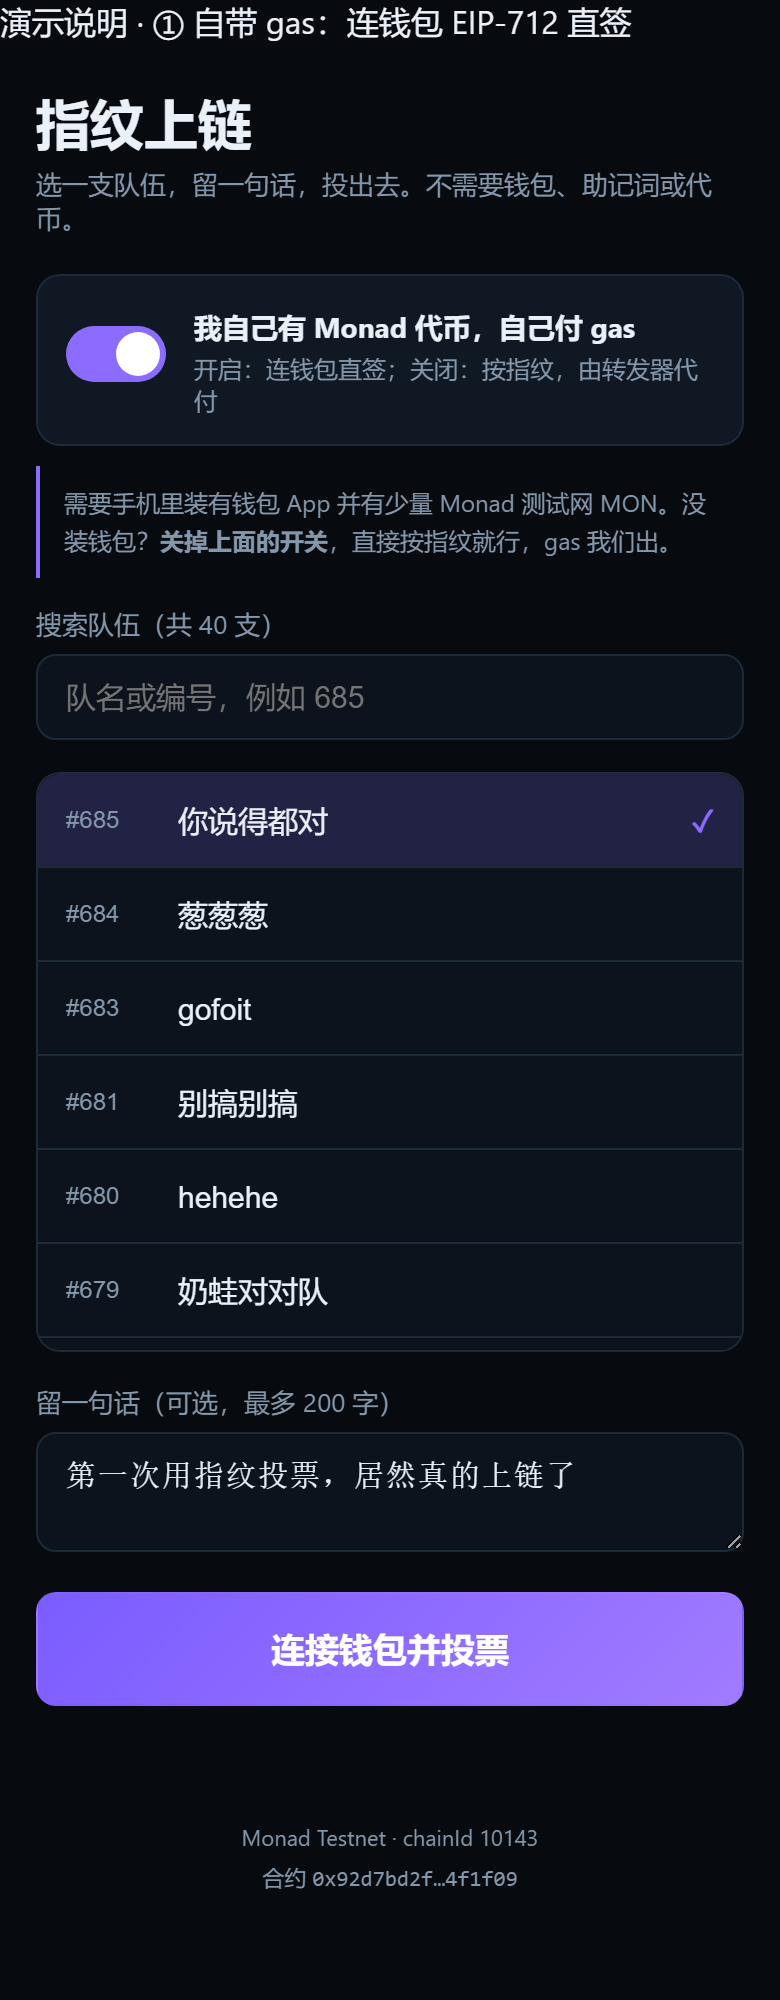 演示说明 · ① 自带 gas：连钱包 EIP-712 直签
指纹上链
选一支队伍，留一句话，投出去。不需要钱包、助记词或代
币。
我自己有 Monad 代币，自己付 gas
开启：连钱包直签；关闭：按指纹，由转发器代
付
需要手机里装有钱包 App 并有少量 Monad 测试网 MON。没
装钱包？关掉上面的开关，直接按指纹就行，gas 我们出。
搜索队伍（共 40 支）
队名或编号，例如 685
#685 你说得都对 ✓
#684 葱葱葱
#683 gofoit
#681 别搞别搞
#680 hehehe
#679 奶蛙对对队
留一句话（可选，最多 200 字）
第一次用指纹投票，居然真的上链了
连接钱包并投票
Monad Testnet · chainId 10143
合约 0x92d7bd2f…4f1f09